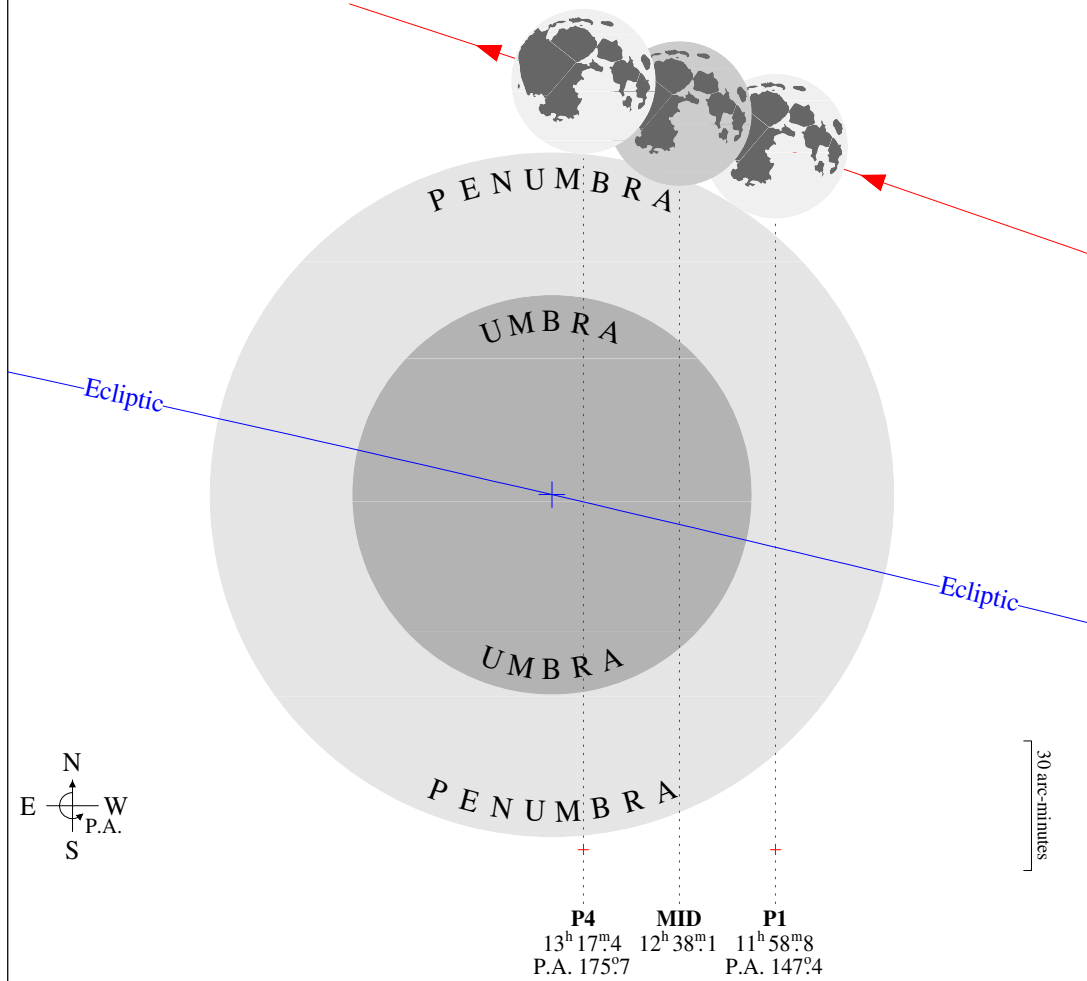 PENUMBRA
UMBRA
Ecliptic
Ecliptic
UMBRA
PENUMBRA
N
E W
P.A.
S
30 arc-minutes
P4 MID P1
13ʰ 17ᵐ.4 12ʰ 38ᵐ.1 11ʰ 58ᵐ.8
P.A. 175°.7 P.A. 147°.4